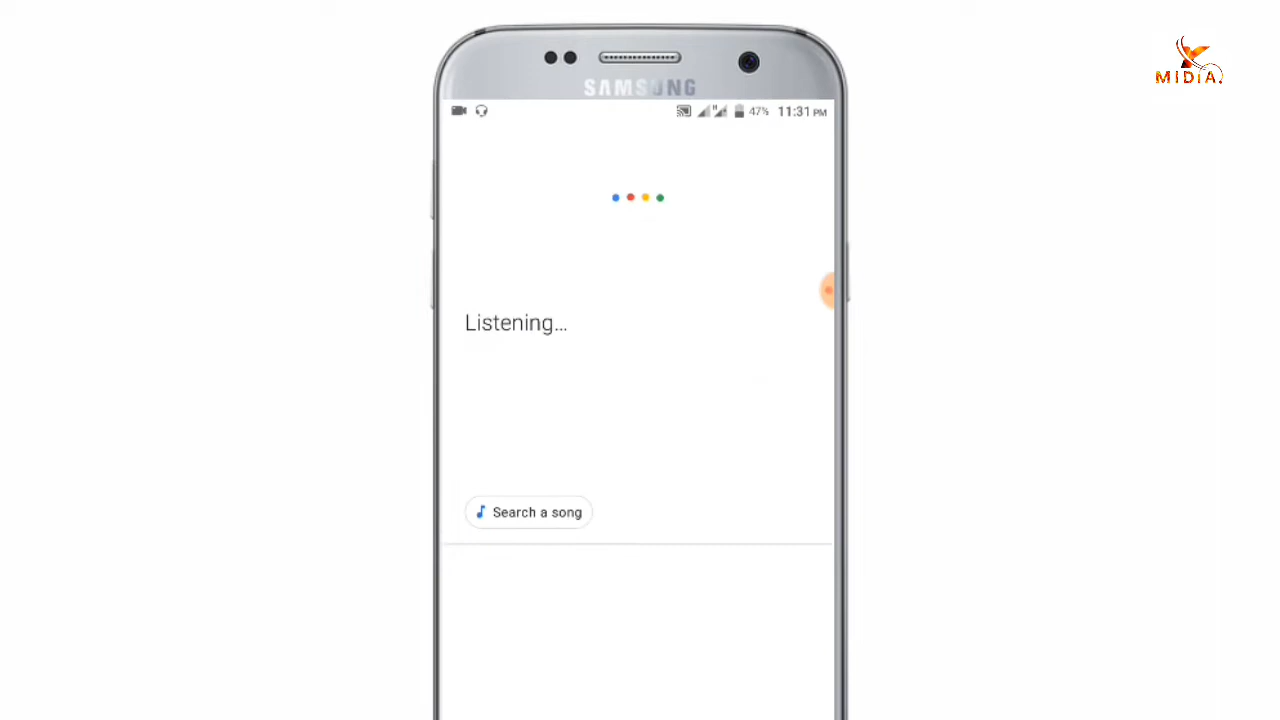 MIDIA
SAMSUNG
47% 11:31 PM
Listening...
Search a song